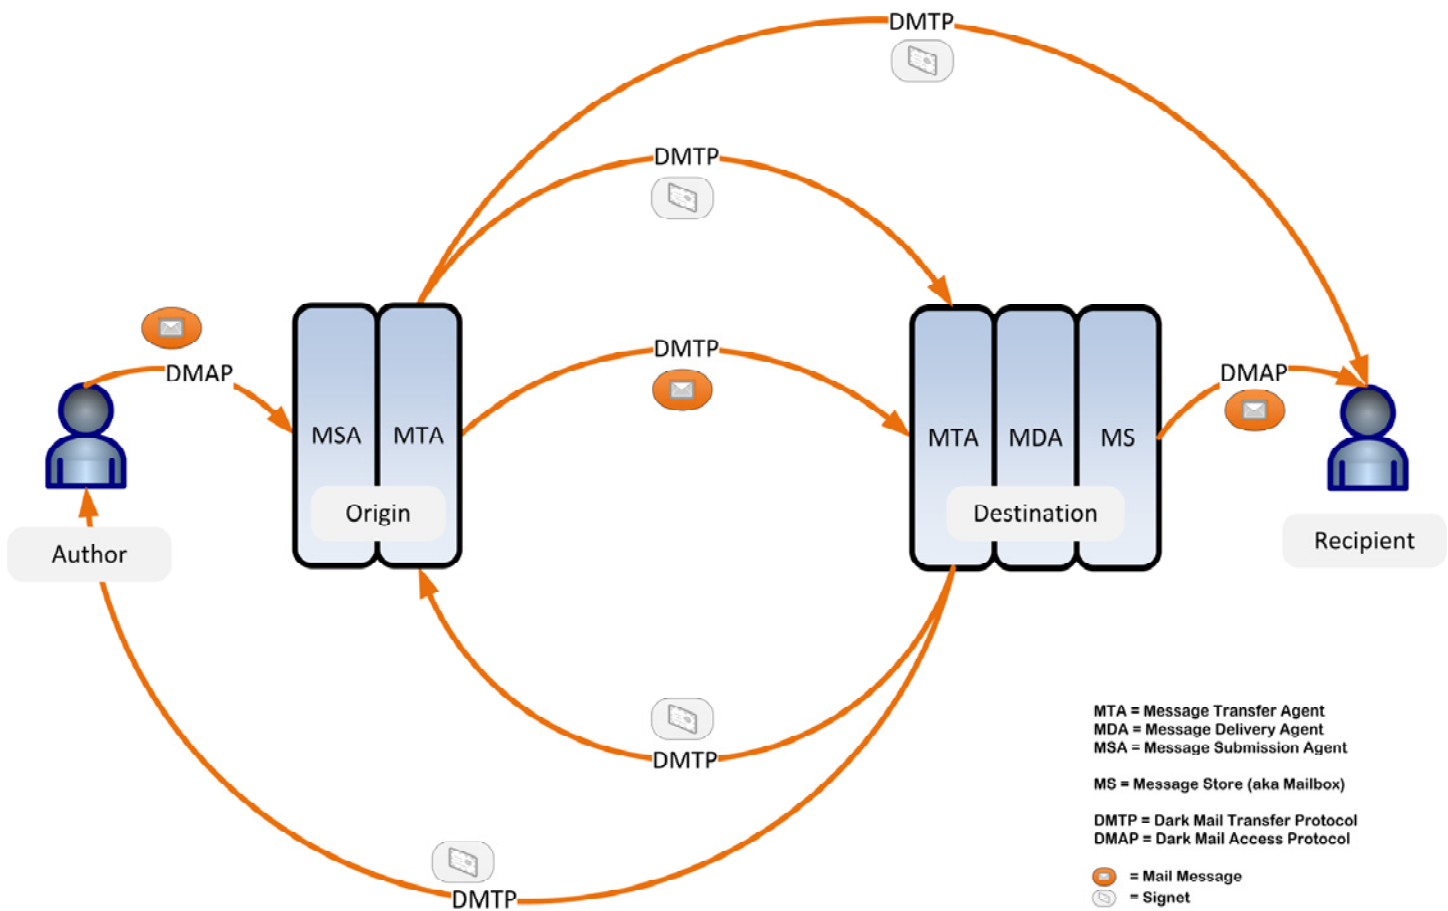 DMTP
DMTP
DMTP
DMAP
DMAP
MSA
MTA
MTA
MDA
MS
Origin
Destination
Author
Recipient
DMTP
DMTP
MTA = Message Transfer Agent
MDA = Message Delivery Agent
MSA = Message Submission Agent
MS = Message Store (aka Mailbox)
DMTP = Dark Mail Transfer Protocol
DMAP = Dark Mail Access Protocol
= Mail Message
= Signet